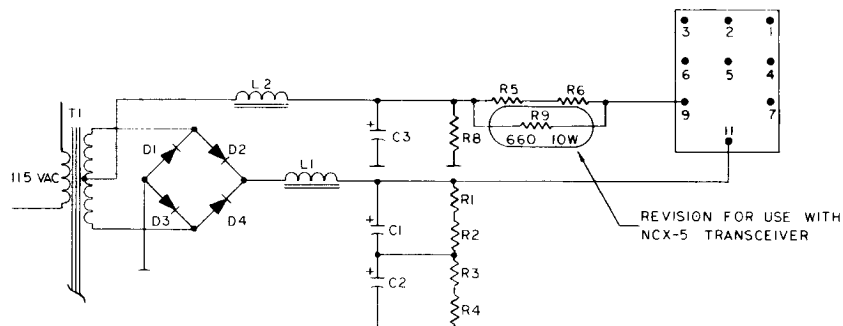 3 2 1
L2
6 5 4
R5 R6
T1
R9
9 7
D1 D2
C3
R8
660 10W
11
L1
115 VAC
R1
D3 D4
REVISION FOR USE WITH
NCX-5 TRANSCEIVER
+
+
+
C1
R2
C2
R3
R4